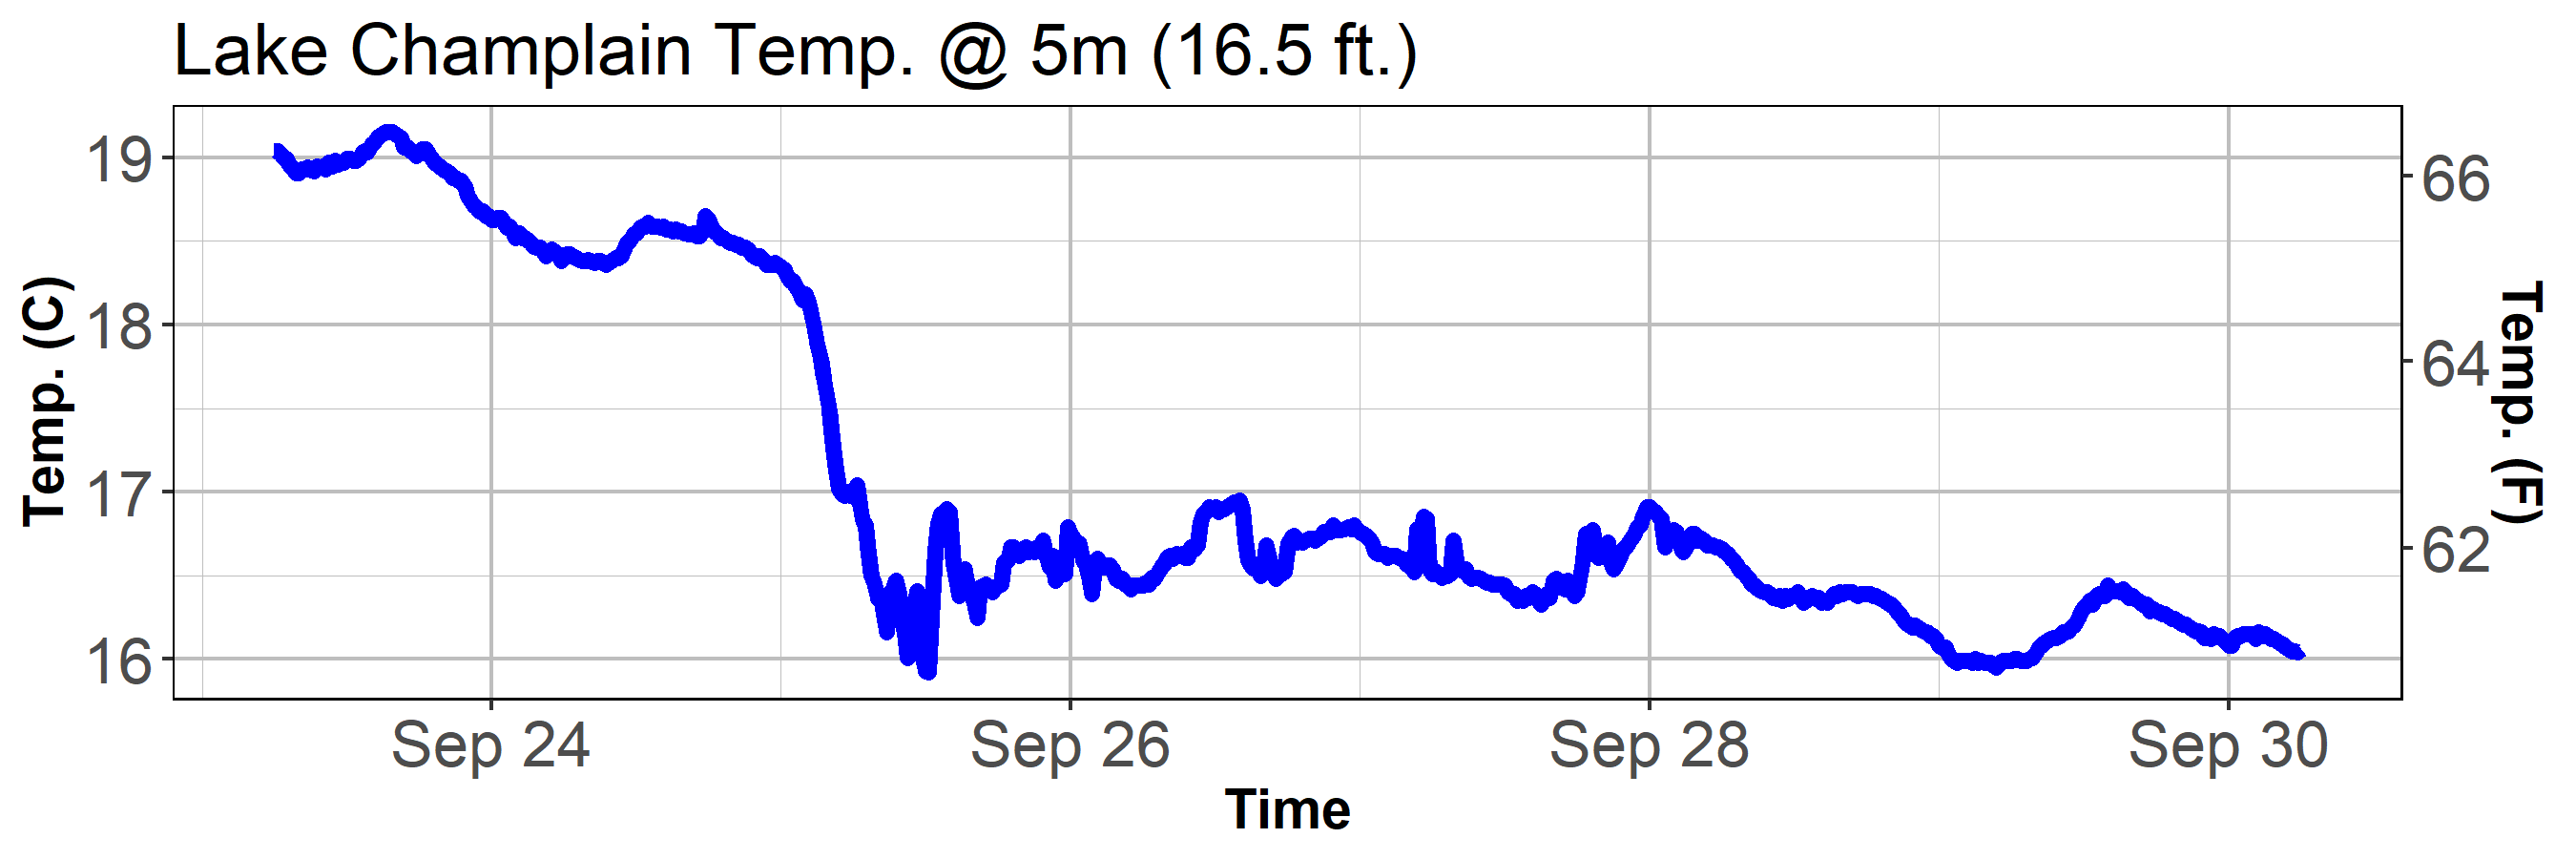 Lake Champlain Temp. @ 5m (16.5 ft.)
Temp. (C)
19
18
17
16
66
64
62
Temp. (F)
Sep 24
Sep 26
Sep 28
Sep 30
Time